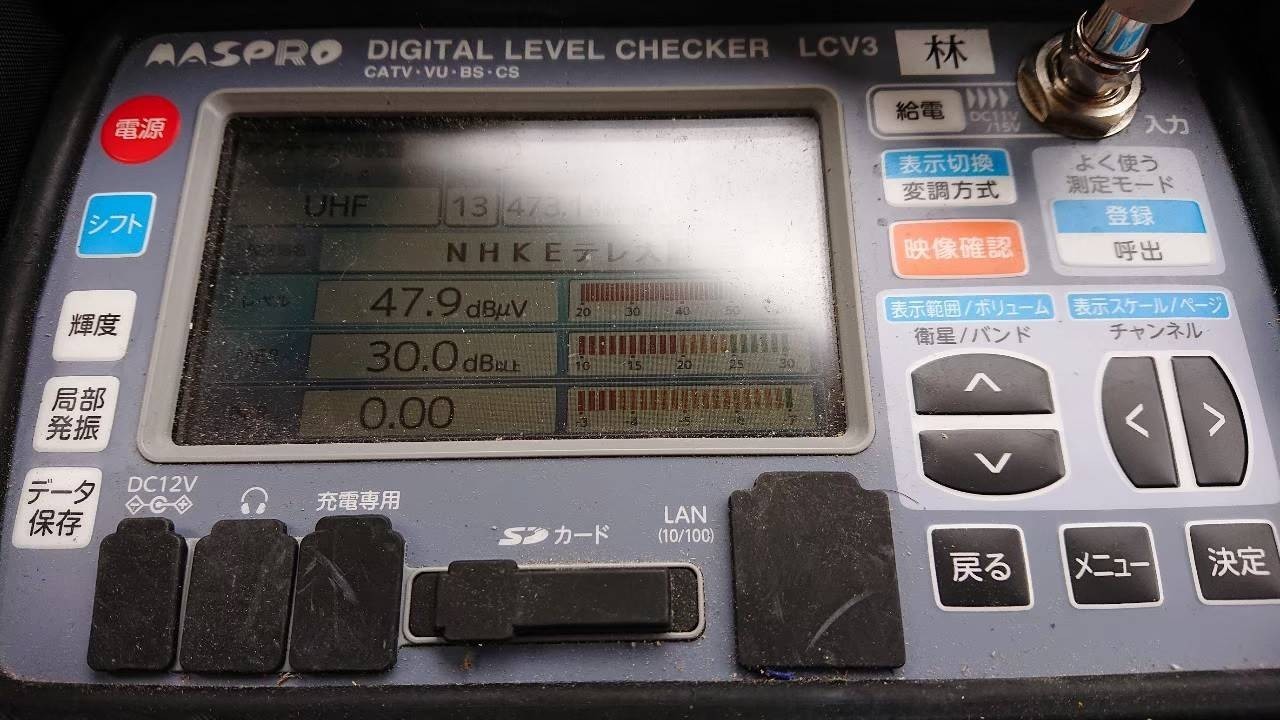 MASPRO DIGITAL LEVEL CHECKER LCV3 林
CATV・VU・BS・CS
電源
給電
DC11V
/15V
入力
表示切換
変調方式
よく使う
測定モード
登録
呼出
シフト
映像確認
UHF 13
NHKEテレ
レベル 47.9 dBμV
20 30 40 50
30.0 dB以上
10 15 20 25 30
0.00
輝度
局部
発振
データ
保存
表示範囲/ボリューム
衛星/バンド
表示スケール/ページ
チャンネル
DC12V
充電専用
SDカード
LAN
(10/100)
戻る
メニュー
決定